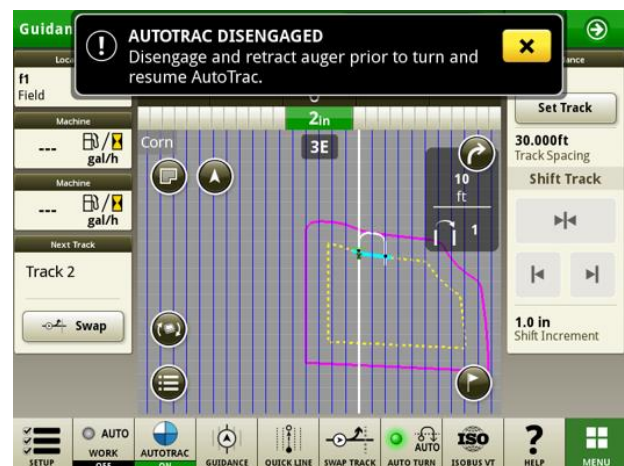 Guidan
AUTOTRAC DISENGAGED
Disengage and retract auger prior to turn and
resume AutoTrac.
f1
Field
Machine
---
gal/h
Machine
---
gal/h
Next Track
Track 2
Swap
2in
Corn
3E
10
ft
1
Set Track
30.000ft
Track Spacing
Shift Track
1.0 in
Shift Increment
SETUP
AUTO
WORK
OFF
AUTOTRAC
ON
GUIDANCE
QUICK LINE
SWAP TRACK
AUTO
AUTO TURN
ISO
ISOBUS VT
?
HELP
MENU